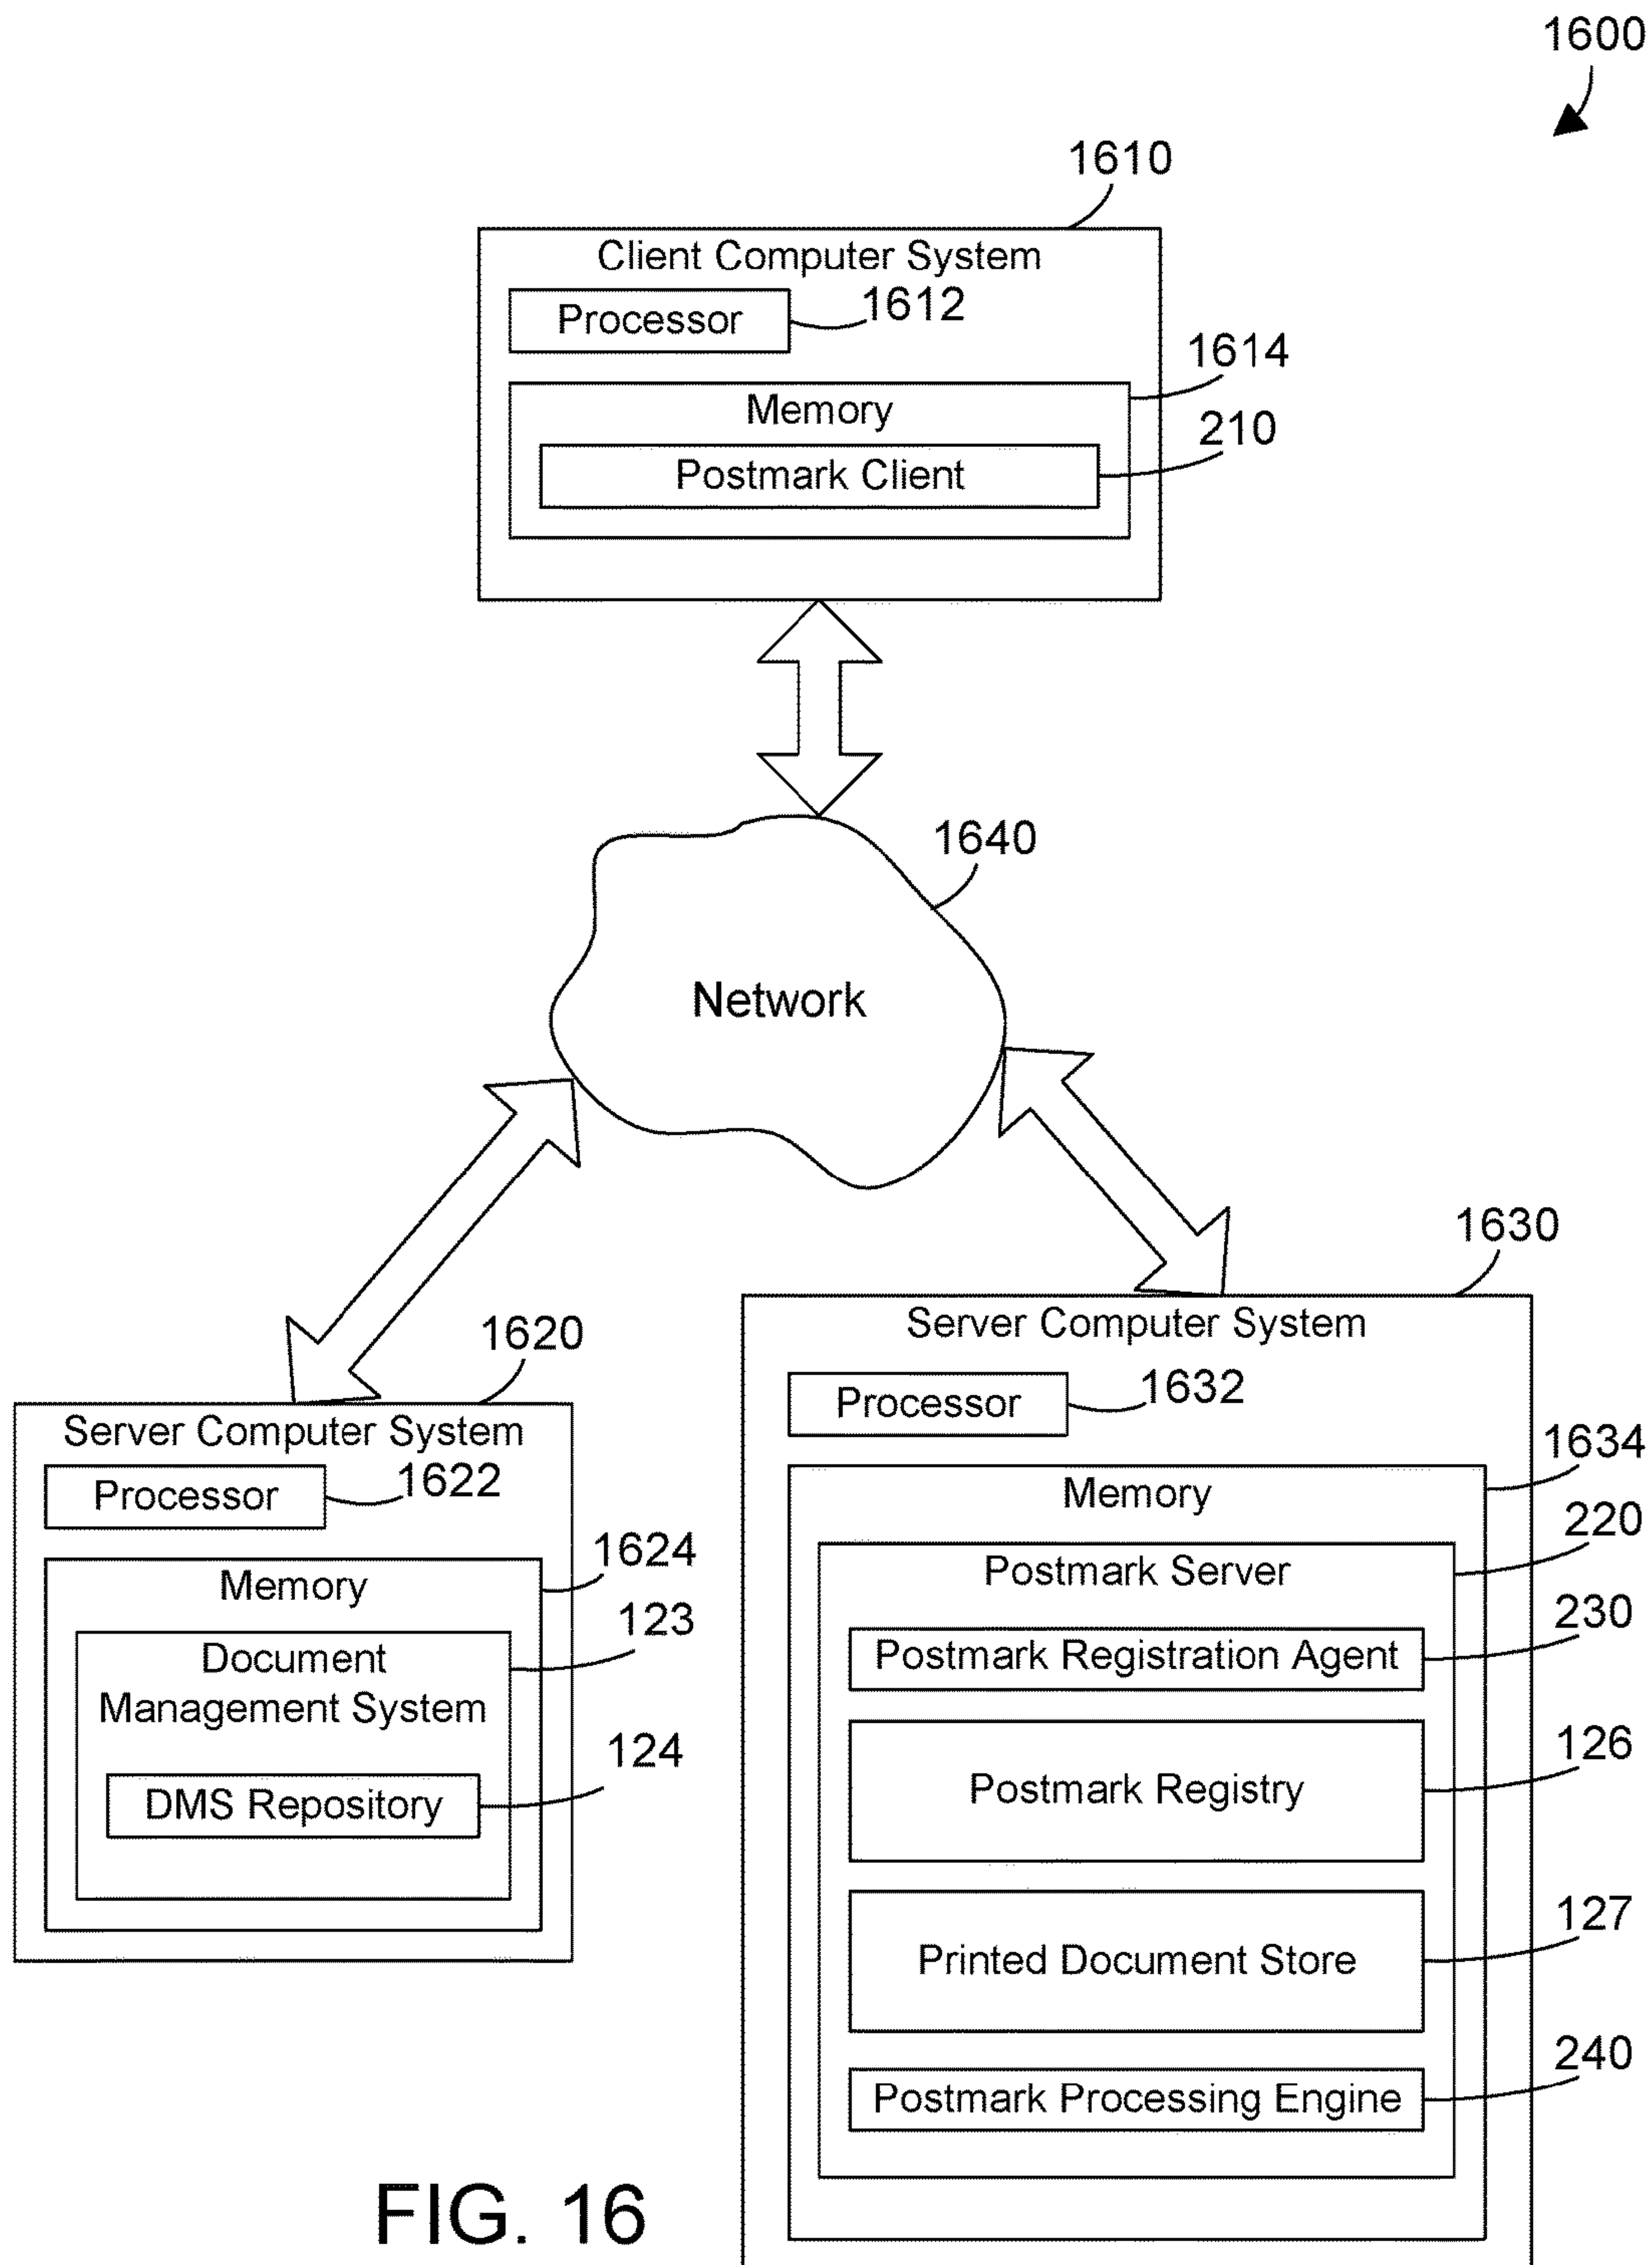 1600
1610
Client Computer System
Processor
1612
1614
Memory
210
Postmark Client
1640
Network
1630
Server Computer System
1620
Processor
1632
Server Computer System
1634
Processor
1622
Memory
220
1624
Postmark Server
Memory
230
123
Postmark Registration Agent
Document
Management System
126
124
Postmark Registry
DMS Repository
127
Printed Document Store
240
Postmark Processing Engine
FIG. 16